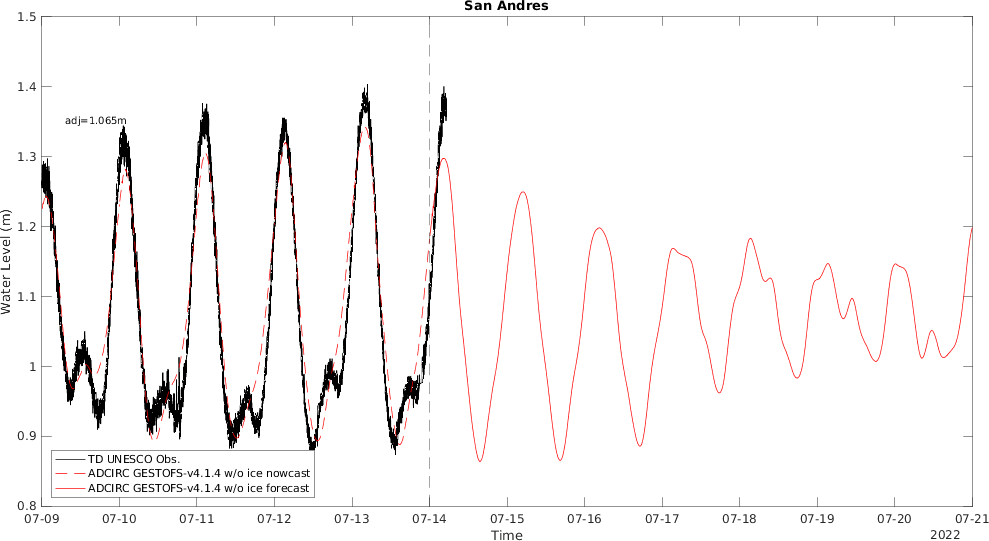 San Andres
1.5
1.4
1.3
1.2
1.1
1
0.9
0.8
Water Level (m)
adj=1.065m
TD UNESCO Obs.
ADCIRC GESTOFS-v4.1.4 w/o ice nowcast
ADCIRC GESTOFS-v4.1.4 w/o ice forecast
07-09 07-10 07-11 07-12 07-13 07-14 07-15 07-16 07-17 07-18 07-19 07-20 07-21
Time
2022